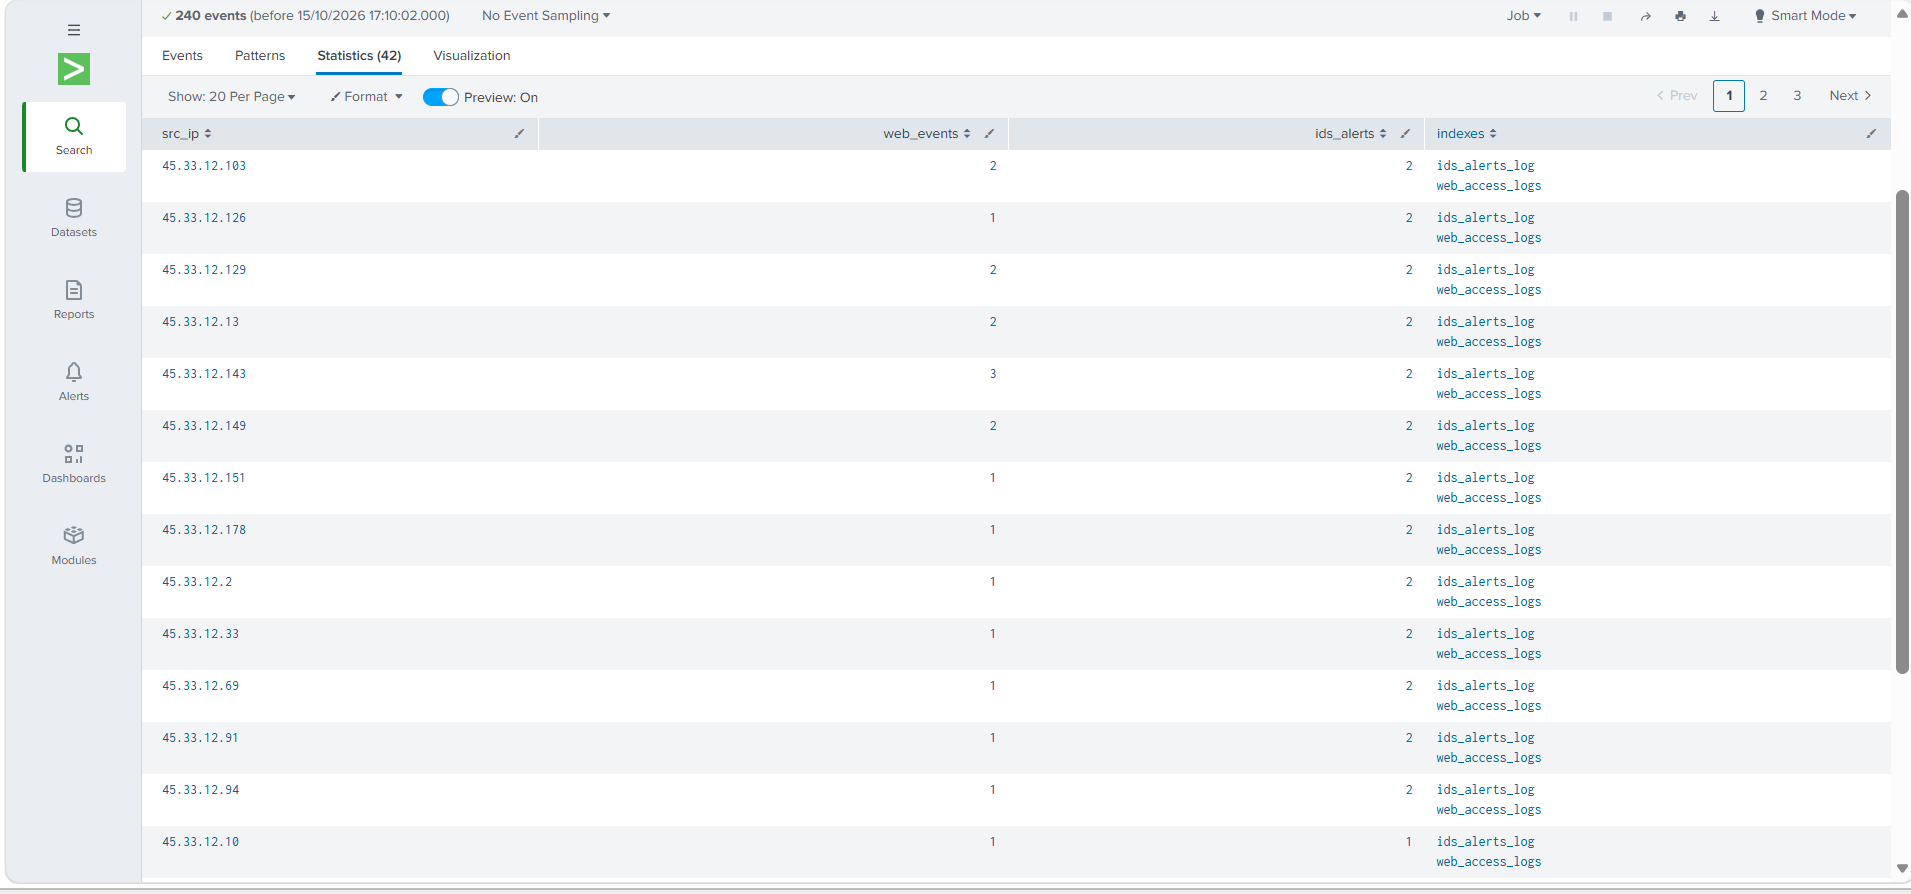 240 events (before 15/10/2026 17:10:02.000) No Event Sampling Job Smart Mode
Events Patterns Statistics (42) Visualization
Show: 20 Per Page Format Preview: On Prev 1 2 3 Next
Search
Datasets
Reports
Alerts
Dashboards
Modules
src_ip web_events ids_alerts indexes
45.33.12.103 2 2 ids_alerts_log
web_access_logs
45.33.12.126 1 2 ids_alerts_log
web_access_logs
45.33.12.129 2 2 ids_alerts_log
web_access_logs
45.33.12.13 2 2 ids_alerts_log
web_access_logs
45.33.12.143 3 2 ids_alerts_log
web_access_logs
45.33.12.149 2 2 ids_alerts_log
web_access_logs
45.33.12.151 1 2 ids_alerts_log
web_access_logs
45.33.12.178 1 2 ids_alerts_log
web_access_logs
45.33.12.2 1 2 ids_alerts_log
web_access_logs
45.33.12.33 1 2 ids_alerts_log
web_access_logs
45.33.12.69 1 2 ids_alerts_log
web_access_logs
45.33.12.91 1 2 ids_alerts_log
web_access_logs
45.33.12.94 1 2 ids_alerts_log
web_access_logs
45.33.12.10 1 1 ids_alerts_log
web_access_logs